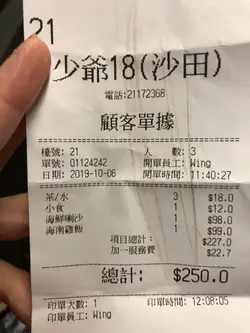 21
少爺18(沙田)
電話:21172368
顧客單據
檯號: 21 人 數: 3
單號: 01124242 開單員工: Wing
日期: 2019-10-06 開單時間: 11:40:27
茶/水 3 $18.0
小食 1 $12.0
海鮮喇沙 1 $98.0
海南雞飯 1 $99.0
項目總計: $227.0
加一服務費 $22.7
總計: $250.0
印單次數: 1 印單時間: 12:08:05
印單員工: Wing